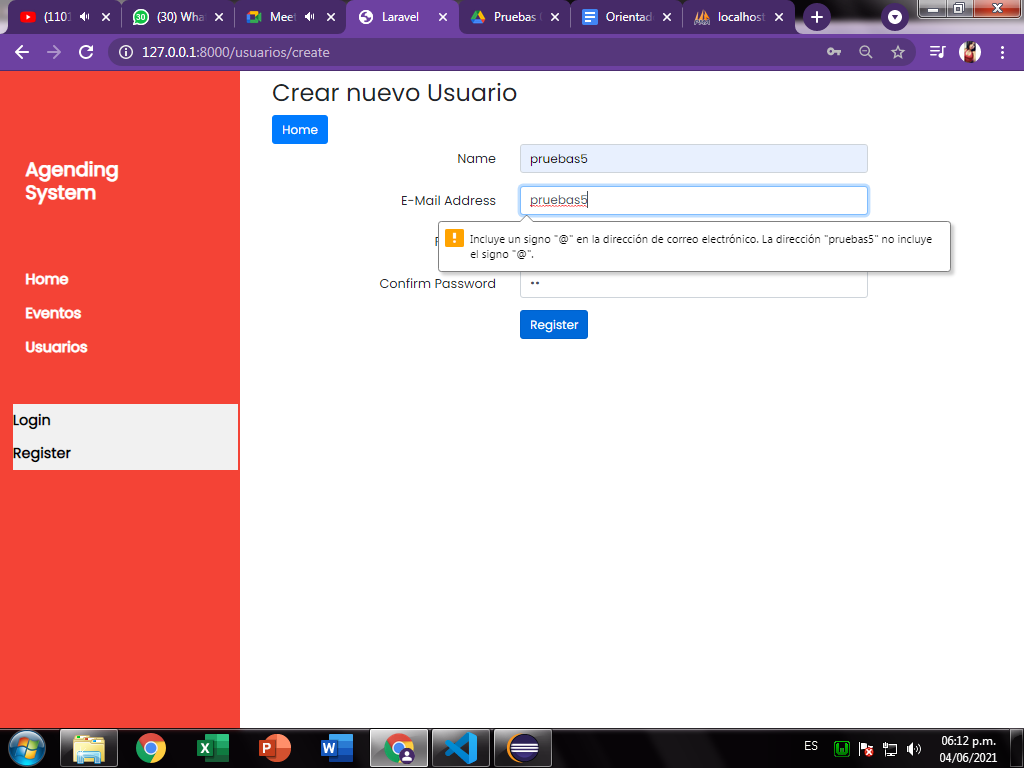 (110
(30) Wha
Meet
Laravel
Pruebas
Orientad
localhost
127.0.0.1:8000/usuarios/create
Agending
System
Home
Eventos
Usuarios
Login
Register
Crear nuevo Usuario
Home
Name
pruebas5
E-Mail Address
pruebas5
Incluye un signo "@" en la dirección de correo electrónico. La dirección "pruebas5" no incluye
el signo "@".
Confirm Password
••
Register
ES
06:12 p.m.
04/06/2021